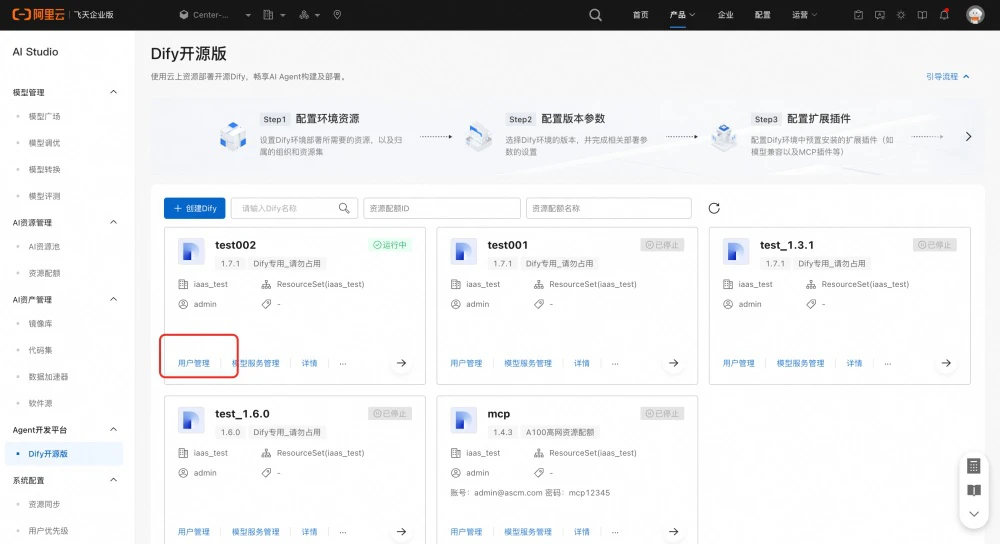 阿里云 飞天企业版 Center-... 首页 产品 企业 配置 运营
AI Studio
模型管理
模型广场
模型调优
模型转换
模型评测
AI资源管理
AI资源池
资源配额
AI资产管理
镜像库
代码集
数据加速器
软件源
Agent开发平台
Dify开源版
系统配置
资源同步
用户优先级
Dify开源版
使用云上资源部署开源Dify，畅享AI Agent构建及部署。
引导流程
Step1 配置环境资源
设置Dify环境部署所需要的资源，以及归
属的组织和资源集
Step2 配置版本参数
选择Dify环境的版本，并完成相关部署参
数的设置
Step3 配置扩展插件
配置Dify环境中预置安装的扩展插件（如
模型兼容以及MCP插件等）
创建Dify 请输入Dify名称 资源配额ID 资源配额名称
test002 运行中
1.7.1 Dify专用_请勿占用
iaas_test ResourceSet(iaas_test)
admin -
用户管理 模型服务管理 详情 ...
test001 已停止
1.7.1 Dify专用_请勿占用
iaas_test ResourceSet(iaas_test)
admin -
用户管理 模型服务管理 详情 ...
test_1.3.1 已停止
1.7.1 Dify专用_请勿占用
iaas_test ResourceSet(iaas_test)
admin -
用户管理 模型服务管理 详情 ...
test_1.6.0 已停止
1.6.0 Dify专用_请勿占用
iaas_test ResourceSet(iaas_test)
admin -
用户管理 模型服务管理 详情 ...
mcp 已停止
1.4.3 A100高网资源配额
iaas_test ResourceSet(iaas_test)
admin -
账号：admin@ascm.com 密码：mcp12345
用户管理 模型服务管理 详情 ...